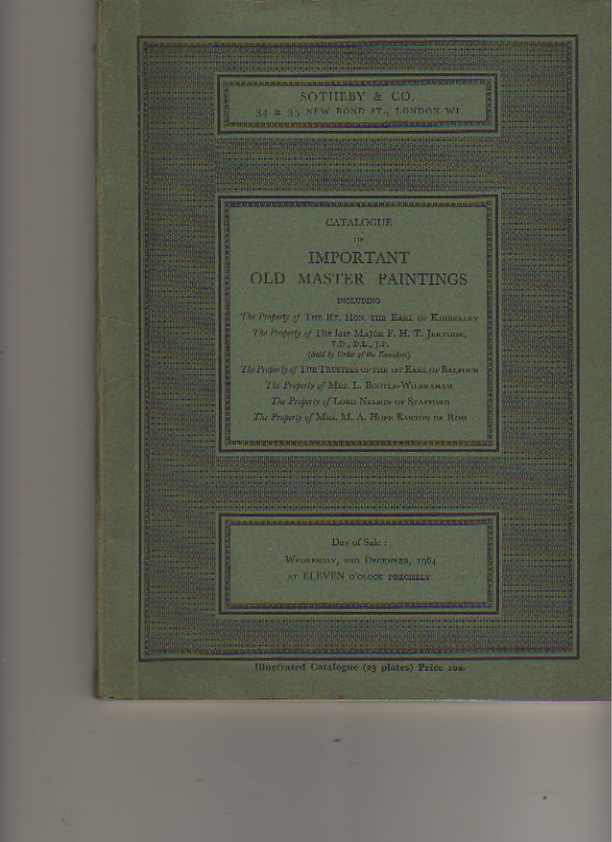 SOTHEBY & CO.
34 & 35 NEW BOND ST., LONDON W1
CATALOGUE
OF
IMPORTANT
OLD MASTER PAINTINGS
INCLUDING
The Property of THE RT. HON. THE EARL OF KIMBERLEY
The Property of The late MAJOR F. H. T. JERVOISE,
T.D., D.L., J.P.
(Sold by Order of the Executors)
The Property of THE TRUSTEES OF THE 1ST EARL OF BALFOUR
The Property of MRS. L. BOOTLE-WILBRAHAM
The Property of LORD NELSON OF STAFFORD
The Property of MRS. M. A. HOPE BARTON DE ROSE
Day of Sale :
WEDNESDAY, 2ND DECEMBER, 1964
AT ELEVEN O'CLOCK PRECISELY
Illustrated Catalogue (23 plates) Price 10s.